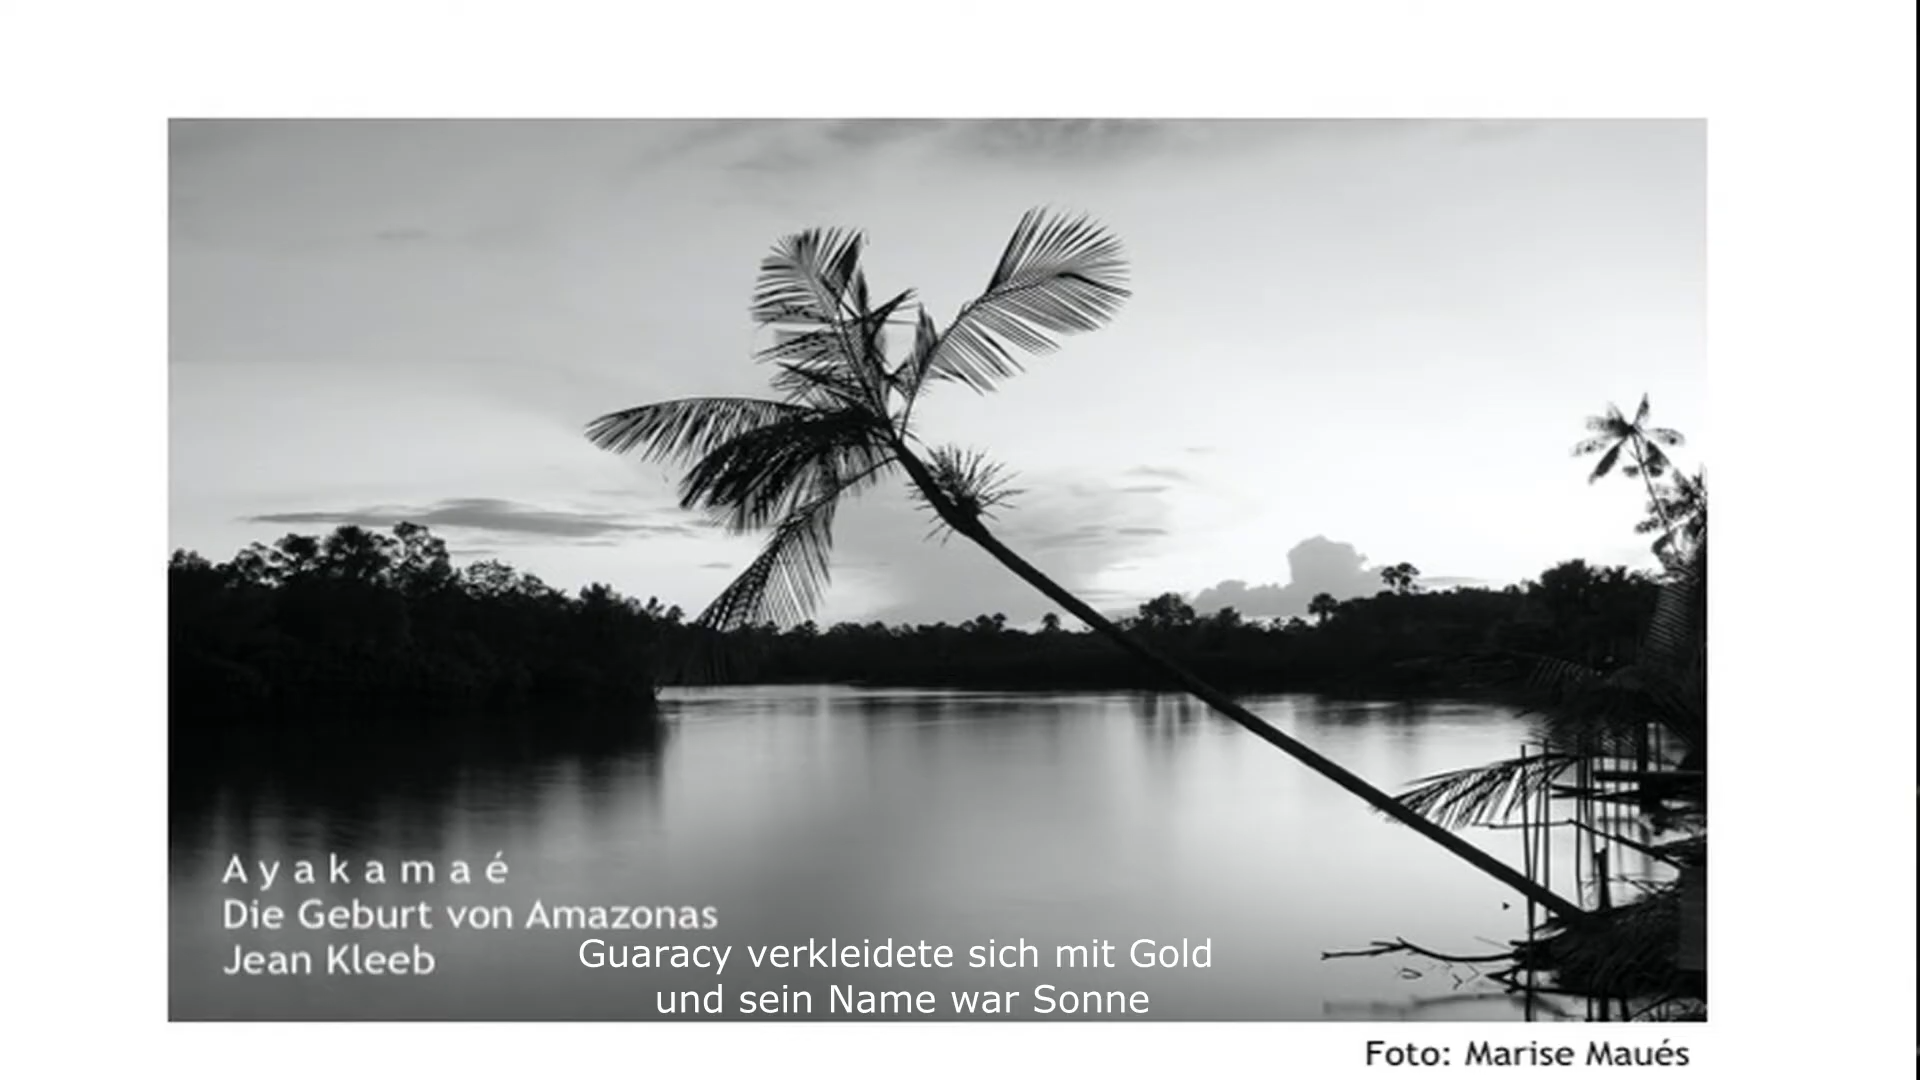 Ayakamaé
Die Geburt von Amazonas
Jean Kleeb
Guaracy verkleidete sich mit Gold
und sein Name war Sonne
Foto: Marise Maués